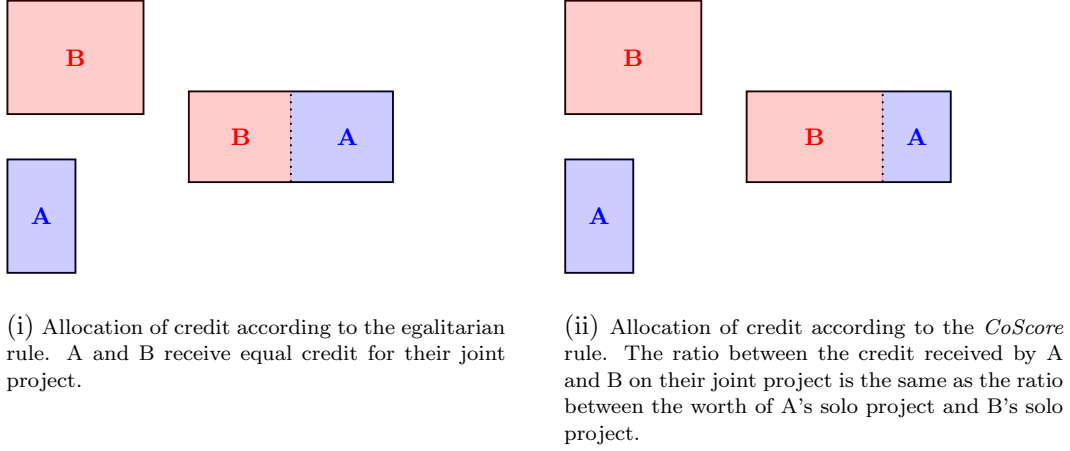 B
B
A
A
(i) Allocation of credit according to the egalitarian
rule. A and B receive equal credit for their joint
project.
B
B
A
A
(ii) Allocation of credit according to the CoScore
rule. The ratio between the credit received by A
and B on their joint project is the same as the ratio
between the worth of A's solo project and B's solo
project.